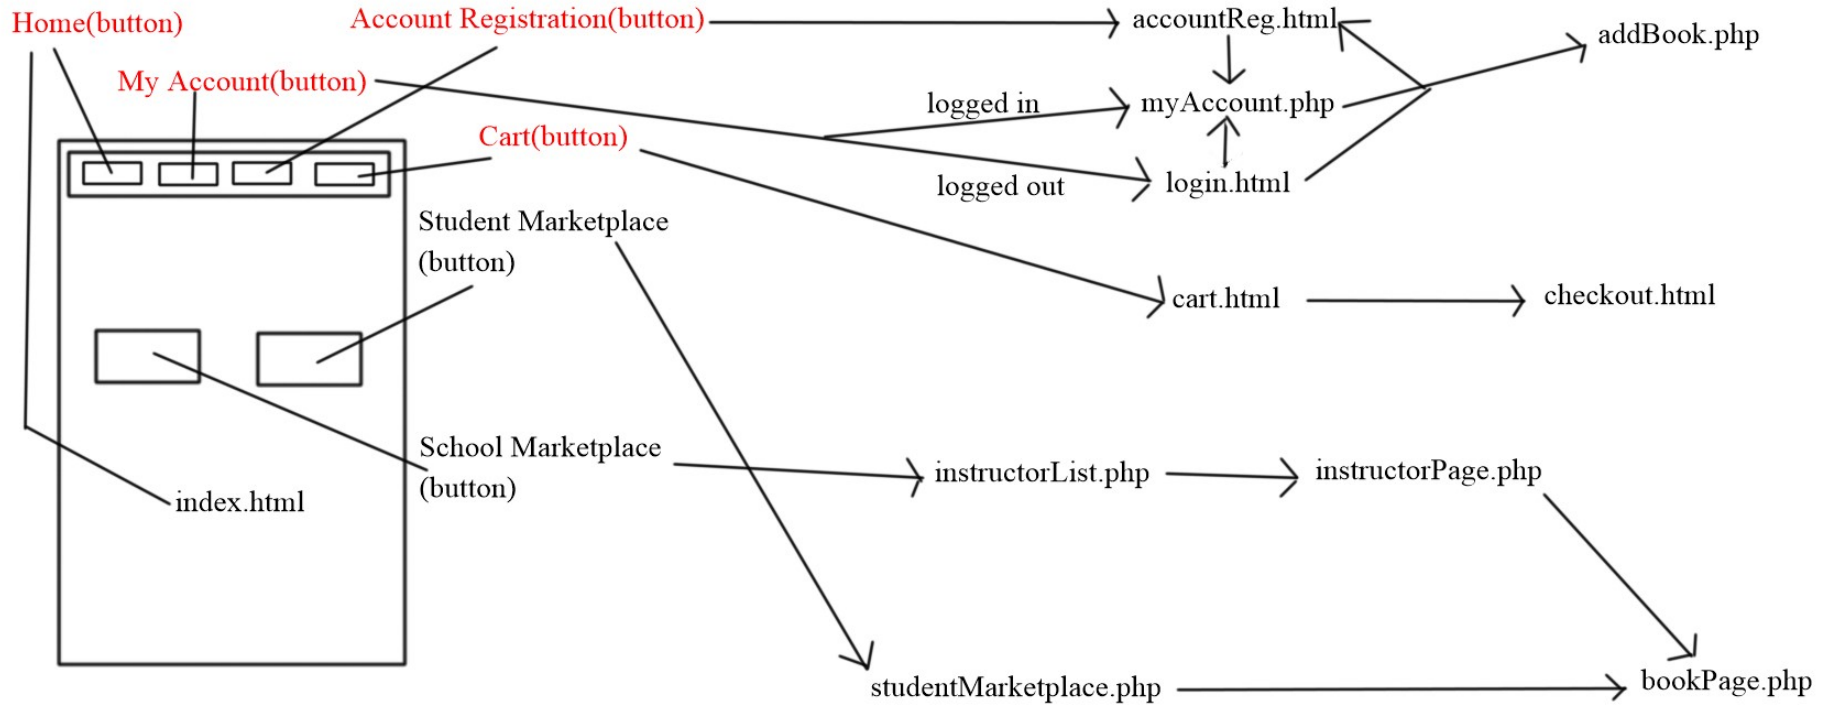 Home(button)
Account Registration(button)
accountReg.html
addBook.php
My Account(button)
logged in
myAccount.php
Cart(button)
logged out
login.html
Student Marketplace
(button)
cart.html
checkout.html
School Marketplace
(button)
instructorList.php
instructorPage.php
index.html
studentMarketplace.php
bookPage.php